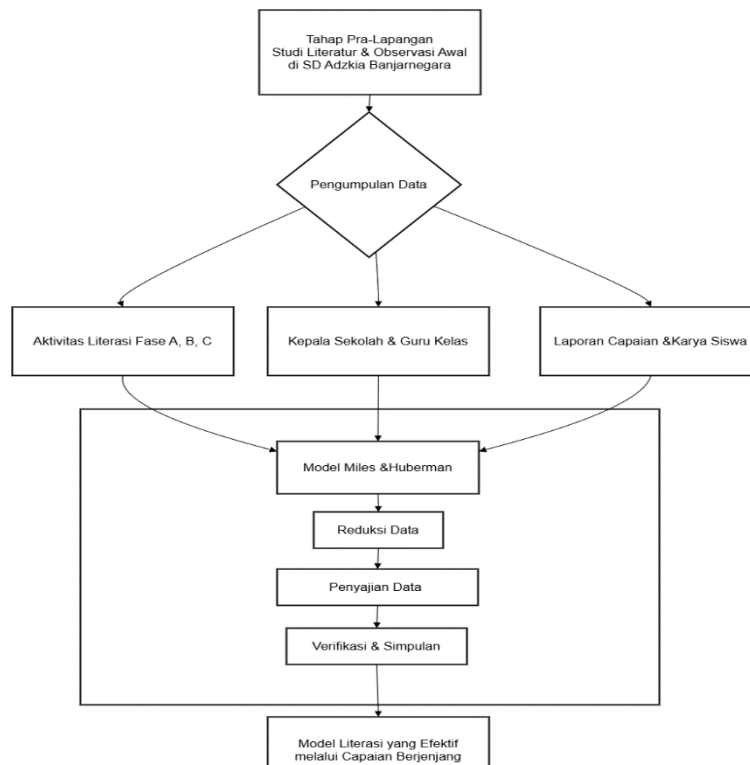 Tahap Pra-Lapangan
Studi Literatur & Observasi Awal
di SD Adzkia Banjarnegara
Pengumpulan Data
Aktivitas Literasi Fase A, B, C
Kepala Sekolah & Guru Kelas
Laporan Capaian &Karya Siswa
Model Miles &Huberman
Reduksi Data
Penyajian Data
Verifikasi & Simpulan
Model Literasi yang Efektif
melalui Capaian Berjenjang